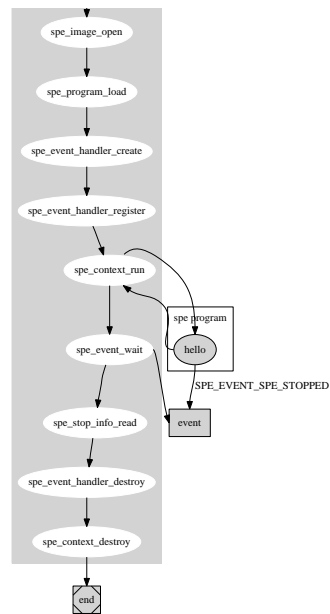 spe_image_open
spe_program_load
spe_event_handler_create
spe_event_handler_register
spe_context_run
spe program
hello
spe_event_wait
SPE_EVENT_SPE_STOPPED
event
spe_stop_info_read
spe_event_handler_destroy
spe_context_destroy
end